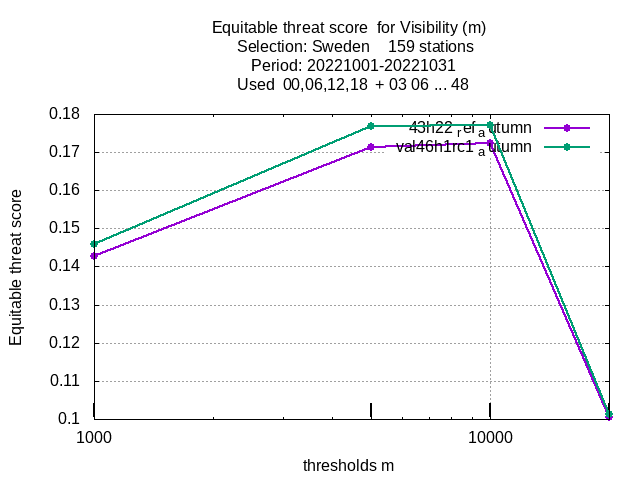 Equitable threat score  for Visibility (m)
Selection: Sweden    159 stations
Period: 20221001-20221031
Used  00,06,12,18  + 03 06 ... 48
43h22_ref_autumn
val46h1rc1_autumn
0.18
0.17
0.16
0.15
0.14
0.13
0.12
0.11
0.1
Equitable threat score
1000
10000
thresholds m